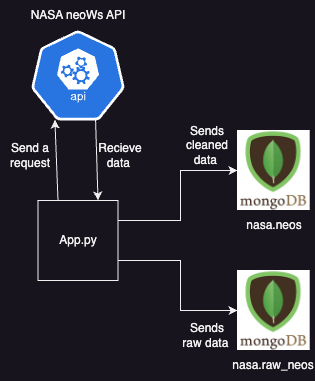 NASA neoWs API
api
Send a
request
Recieve
data
Sends
cleaned
data
mongoDB
nasa.neos
App.py
Sends
raw data
mongoDB
nasa.raw_neos